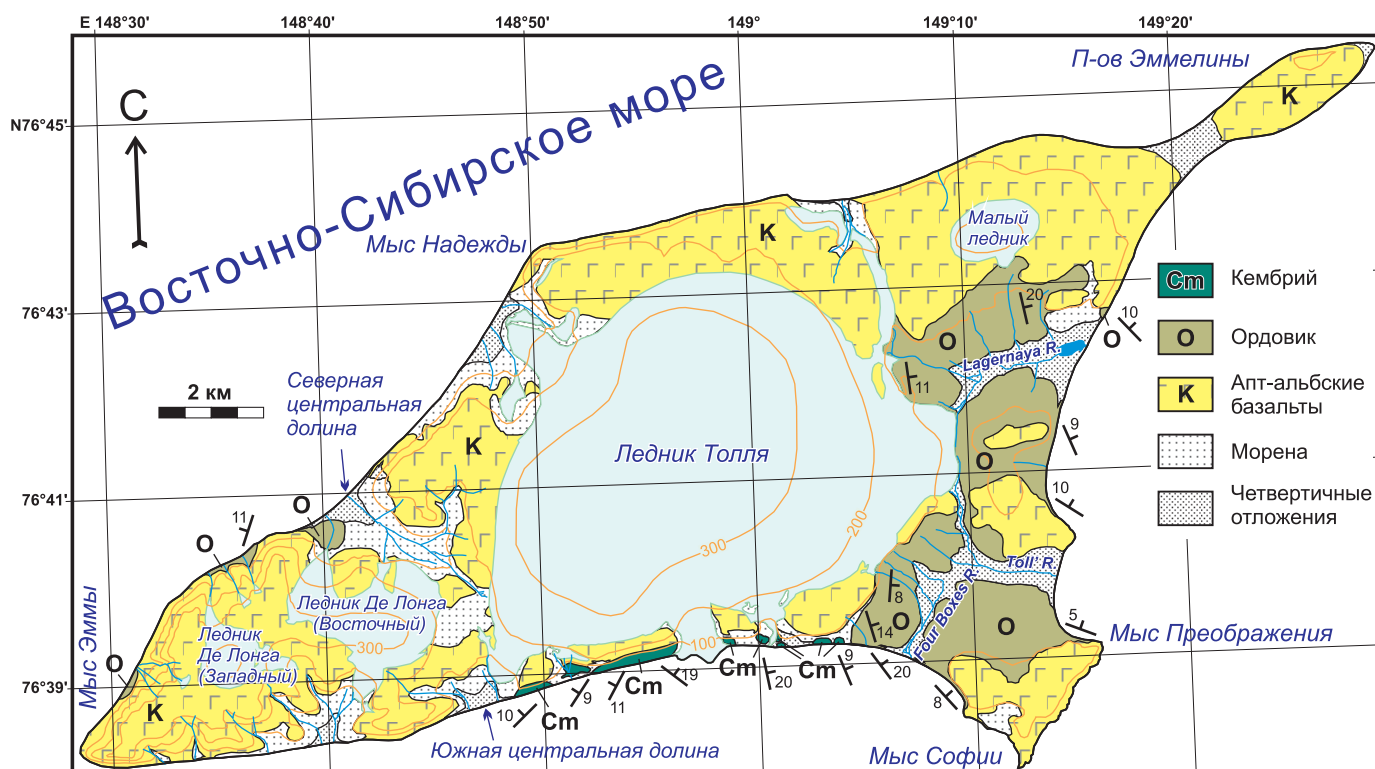 E 148°30'
148°40'
148°50'
149°
149°10'
149°20'
П-ов Эммелины
С
K
N76°45'
Восточно-Сибирское море
Мыс Надежды
K
Малый
ледник
Cm
Кембрий
20
10
76°43'
O
O
O
Ордовик
Lagernaya R.
Северная
центральная
долина
2 км
11
K
Апт-альбские
базальты
K
9
Ледник Толля
Морена
O
76°41'
O
10
Четвертичные
отложения
11
O
300
200
Toll' R.
Мыс Эммы
Ледник Де Лонга
(Восточный)
8
Four Boxes R.
Ледник
Де Лонга
(Западный)
300
100
14
O
O
5
Мыс Преображения
O
76°39'
Cm
Cm
Cm
9
20
19
20
K
10
Cm
9
11
8
Южная центральная долина
Мыс Софии